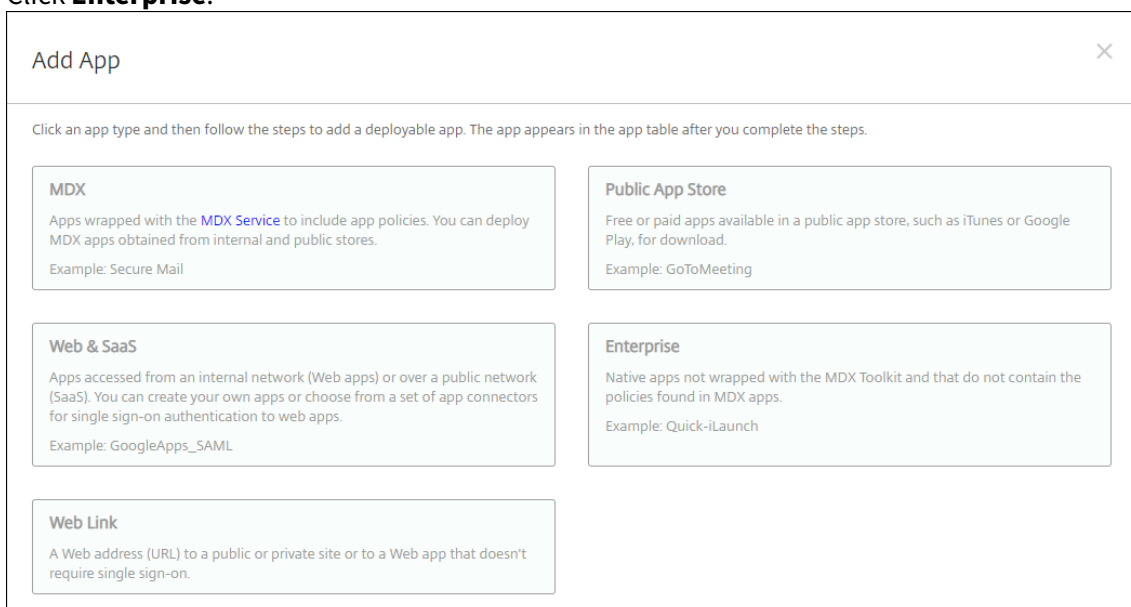 Click Enterprise.
Add App
Click an app type and then follow the steps to add a deployable app. The app appears in the app table after you complete the steps.
MDX
Apps wrapped with the MDX Service to include app policies. You can deploy
MDX apps obtained from internal and public stores.
Example: Secure Mail
Public App Store
Free or paid apps available in a public app store, such as iTunes or Google
Play, for download.
Example: GoToMeeting
Web & SaaS
Apps accessed from an internal network (Web apps) or over a public network
(SaaS). You can create your own apps or choose from a set of app connectors
for single sign-on authentication to web apps.
Example: GoogleApps_SAML
Enterprise
Native apps not wrapped with the MDX Toolkit and that do not contain the
policies found in MDX apps.
Example: Quick-iLaunch
Web Link
A Web address (URL) to a public or private site or to a Web app that doesn't
require single sign-on.